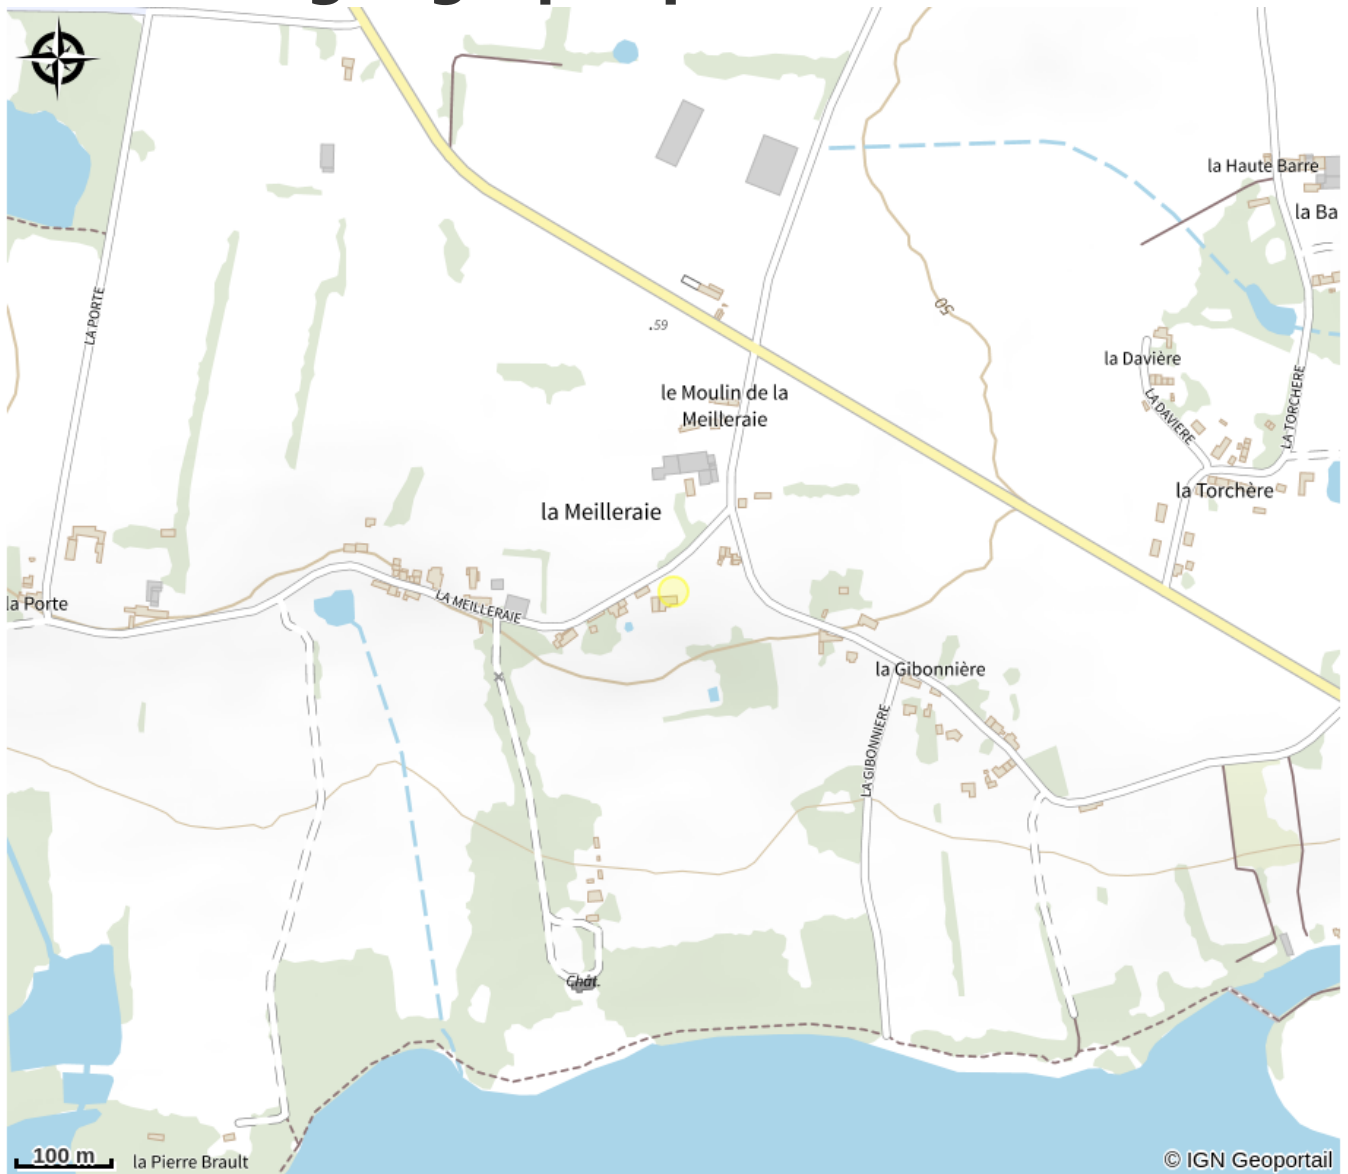 la Haute Barre
la Ba
LA PORTE
50
.59
la Davière
le Moulin de la
Meilleraie
LA DAVIERE
LA TORCHERE
la Torchère
la Meilleraie
la Porte
LA MEILLERAIE
la Gibonnière
LA GIBONNIERE
Chât.
100 m
la Pierre Brault
© IGN Geoportail